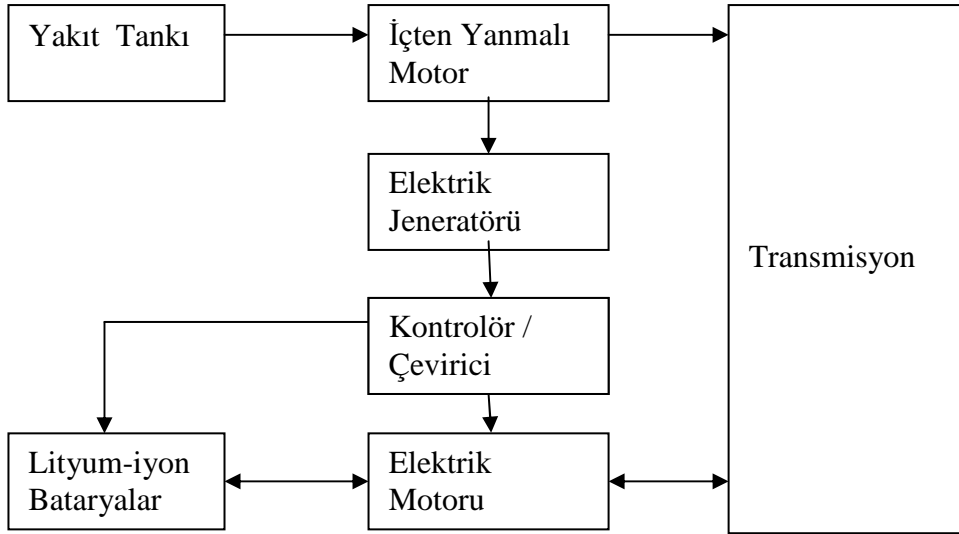 Yakıt Tankı
İçten Yanmalı
Motor
Elektrik
Jeneratörü
Transmisyon
Kontrolör /
Çevirici
Lityum-iyon
Bataryalar
Elektrik
Motoru